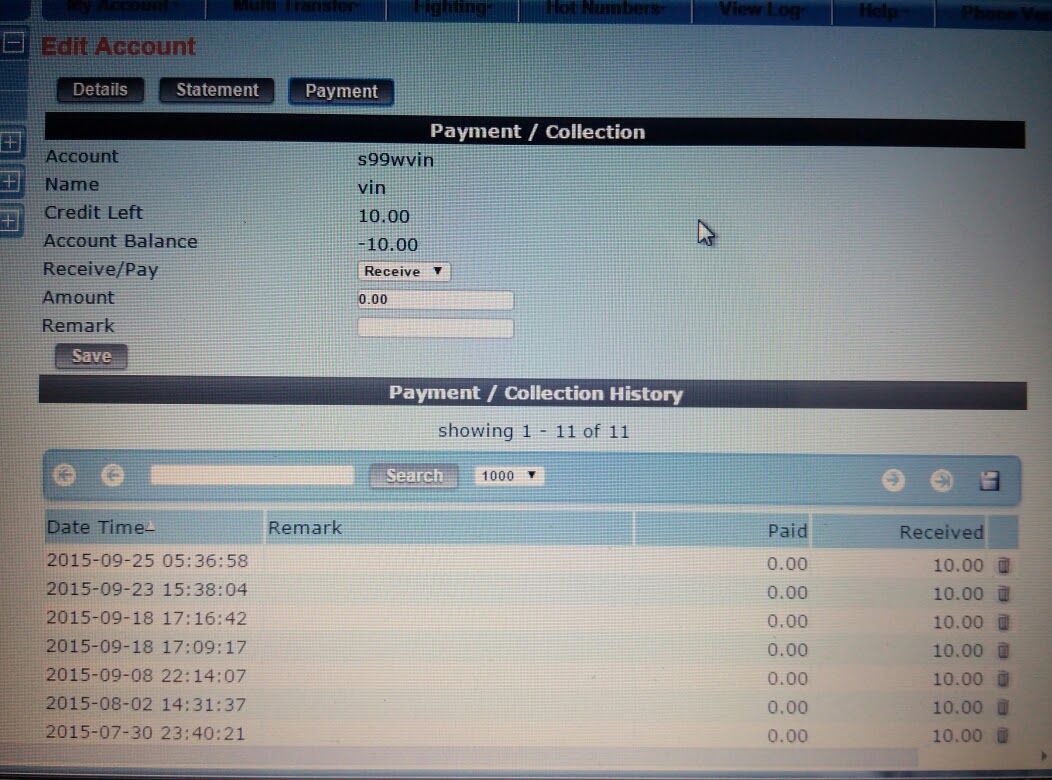 My Account Multi Transfer Fighting Hot Numbers View Log Help Phone
Edit Account
Details Statement Payment
Payment / Collection
Account s99wvin
Name vin
Credit Left 10.00
Account Balance -10.00
Receive/Pay Receive
Amount 0.00
Remark
Save
Payment / Collection History
showing 1 - 11 of 11
Search 1000
Date Time Remark Paid Received
2015-09-25 05:36:58 0.00 10.00
2015-09-23 15:38:04 0.00 10.00
2015-09-18 17:16:42 0.00 10.00
2015-09-18 17:09:17 0.00 10.00
2015-09-08 22:14:07 0.00 10.00
2015-08-02 14:31:37 0.00 10.00
2015-07-30 23:40:21 0.00 10.00